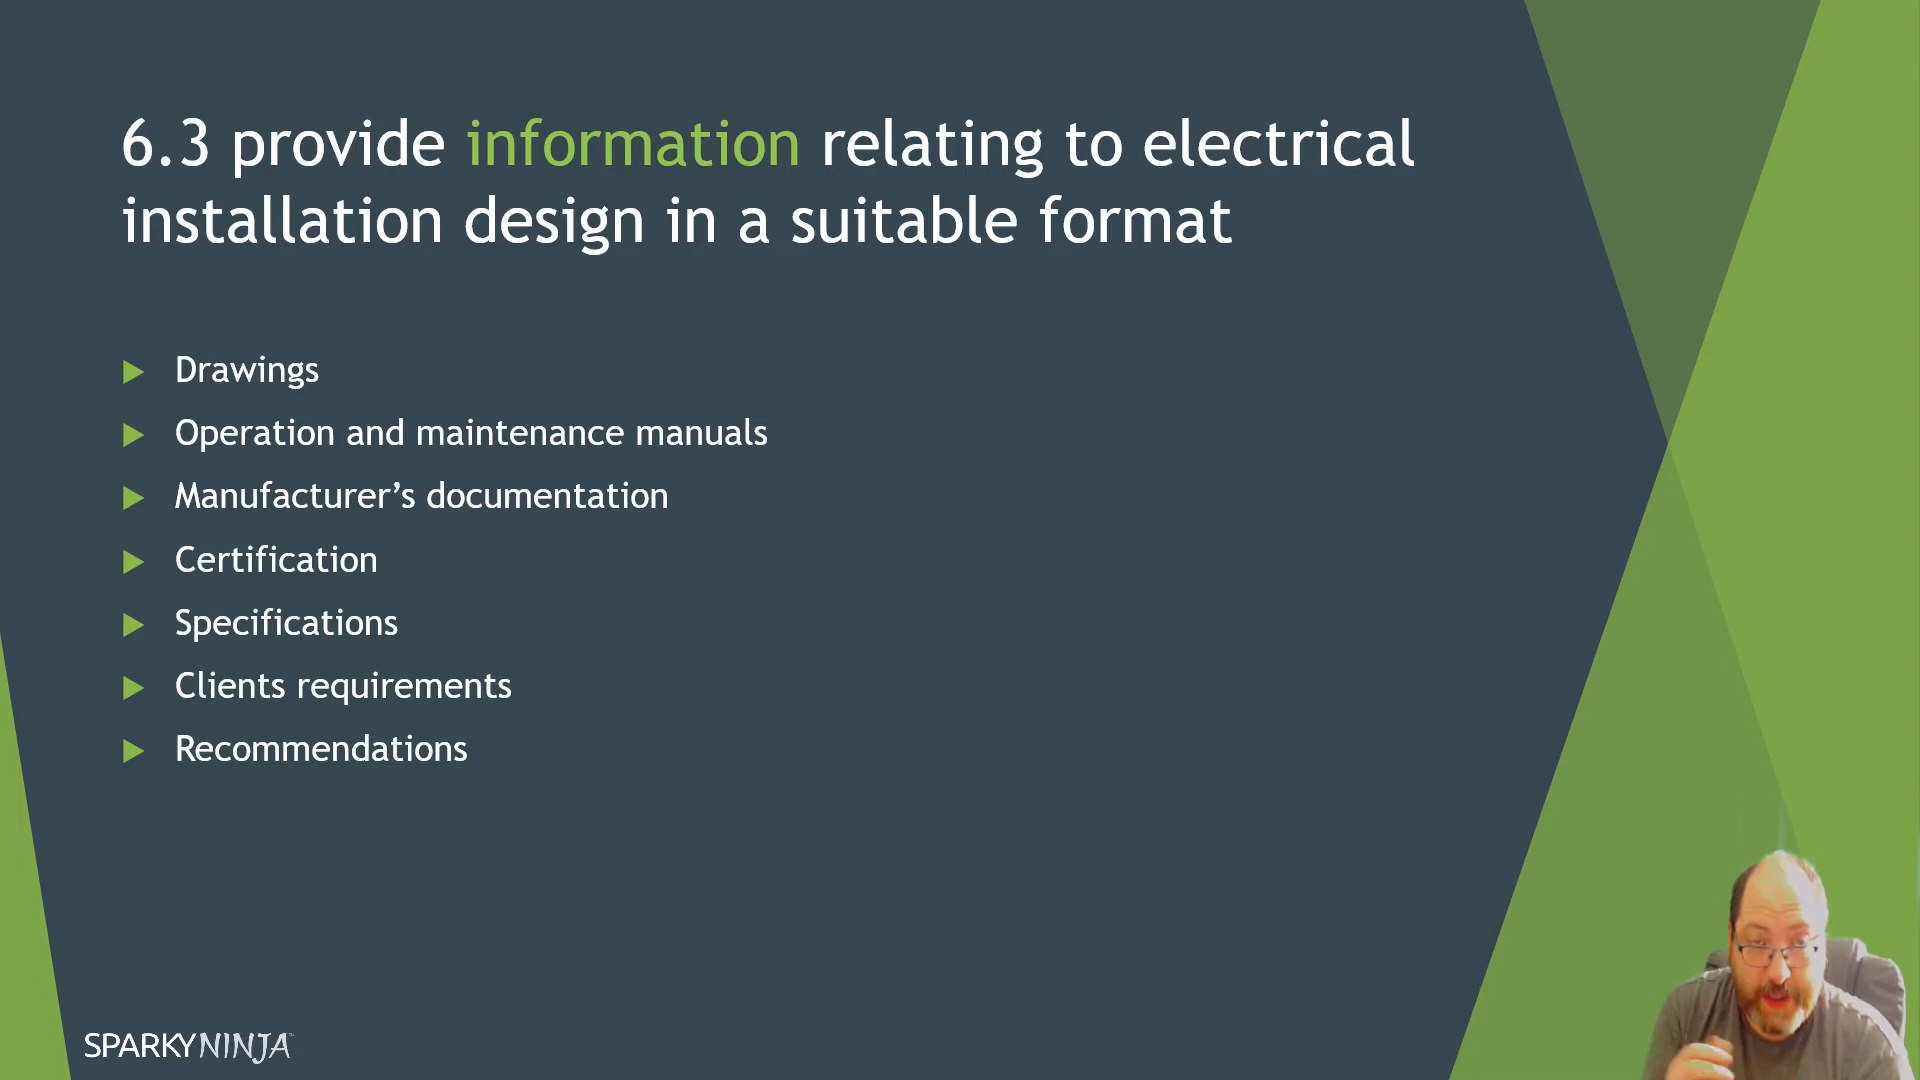 6.3 provide information relating to electrical
installation design in a suitable format
Drawings
Operation and maintenance manuals
Manufacturer’s documentation
Certification
Specifications
Clients requirements
Recommendations
SPARKYNINJA™